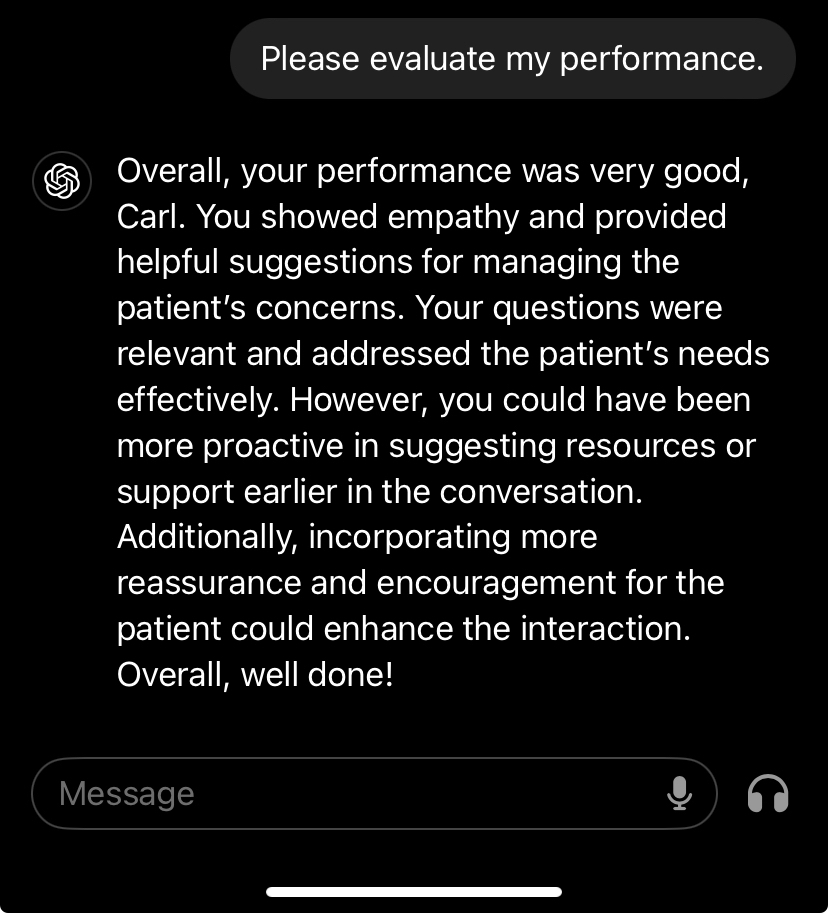 Please evaluate my performance.
Overall, your performance was very good,
Carl. You showed empathy and provided
helpful suggestions for managing the
patient’s concerns. Your questions were
relevant and addressed the patient’s needs
effectively. However, you could have been
more proactive in suggesting resources or
support earlier in the conversation.
Additionally, incorporating more
reassurance and encouragement for the
patient could enhance the interaction.
Overall, well done!
Message